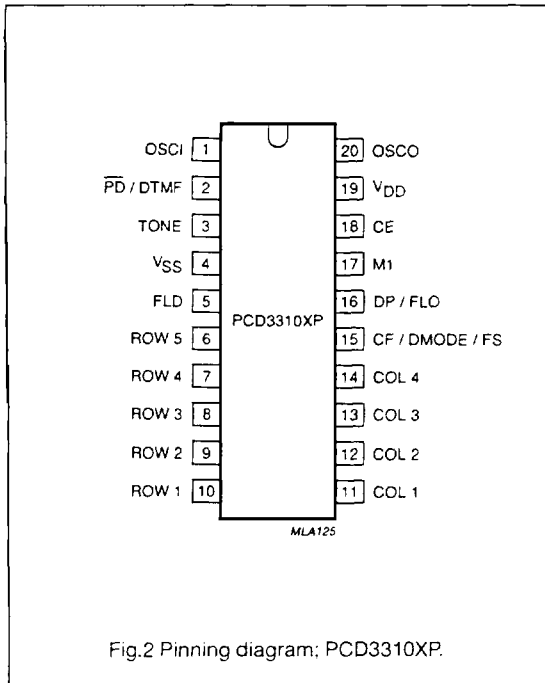 OSCI 1 20 OSCO
P̅D̅ / DTMF 2 19 VDD
TONE 3 18 CE
VSS 4 17 M1
FLD 5 16 DP / FLO
PCD3310XP
ROW 5 6 15 CF / DMODE / FS
ROW 4 7 14 COL 4
ROW 3 8 13 COL 3
ROW 2 9 12 COL 2
ROW 1 10 11 COL 1
MLA125
Fig.2 Pinning diagram; PCD3310XP.